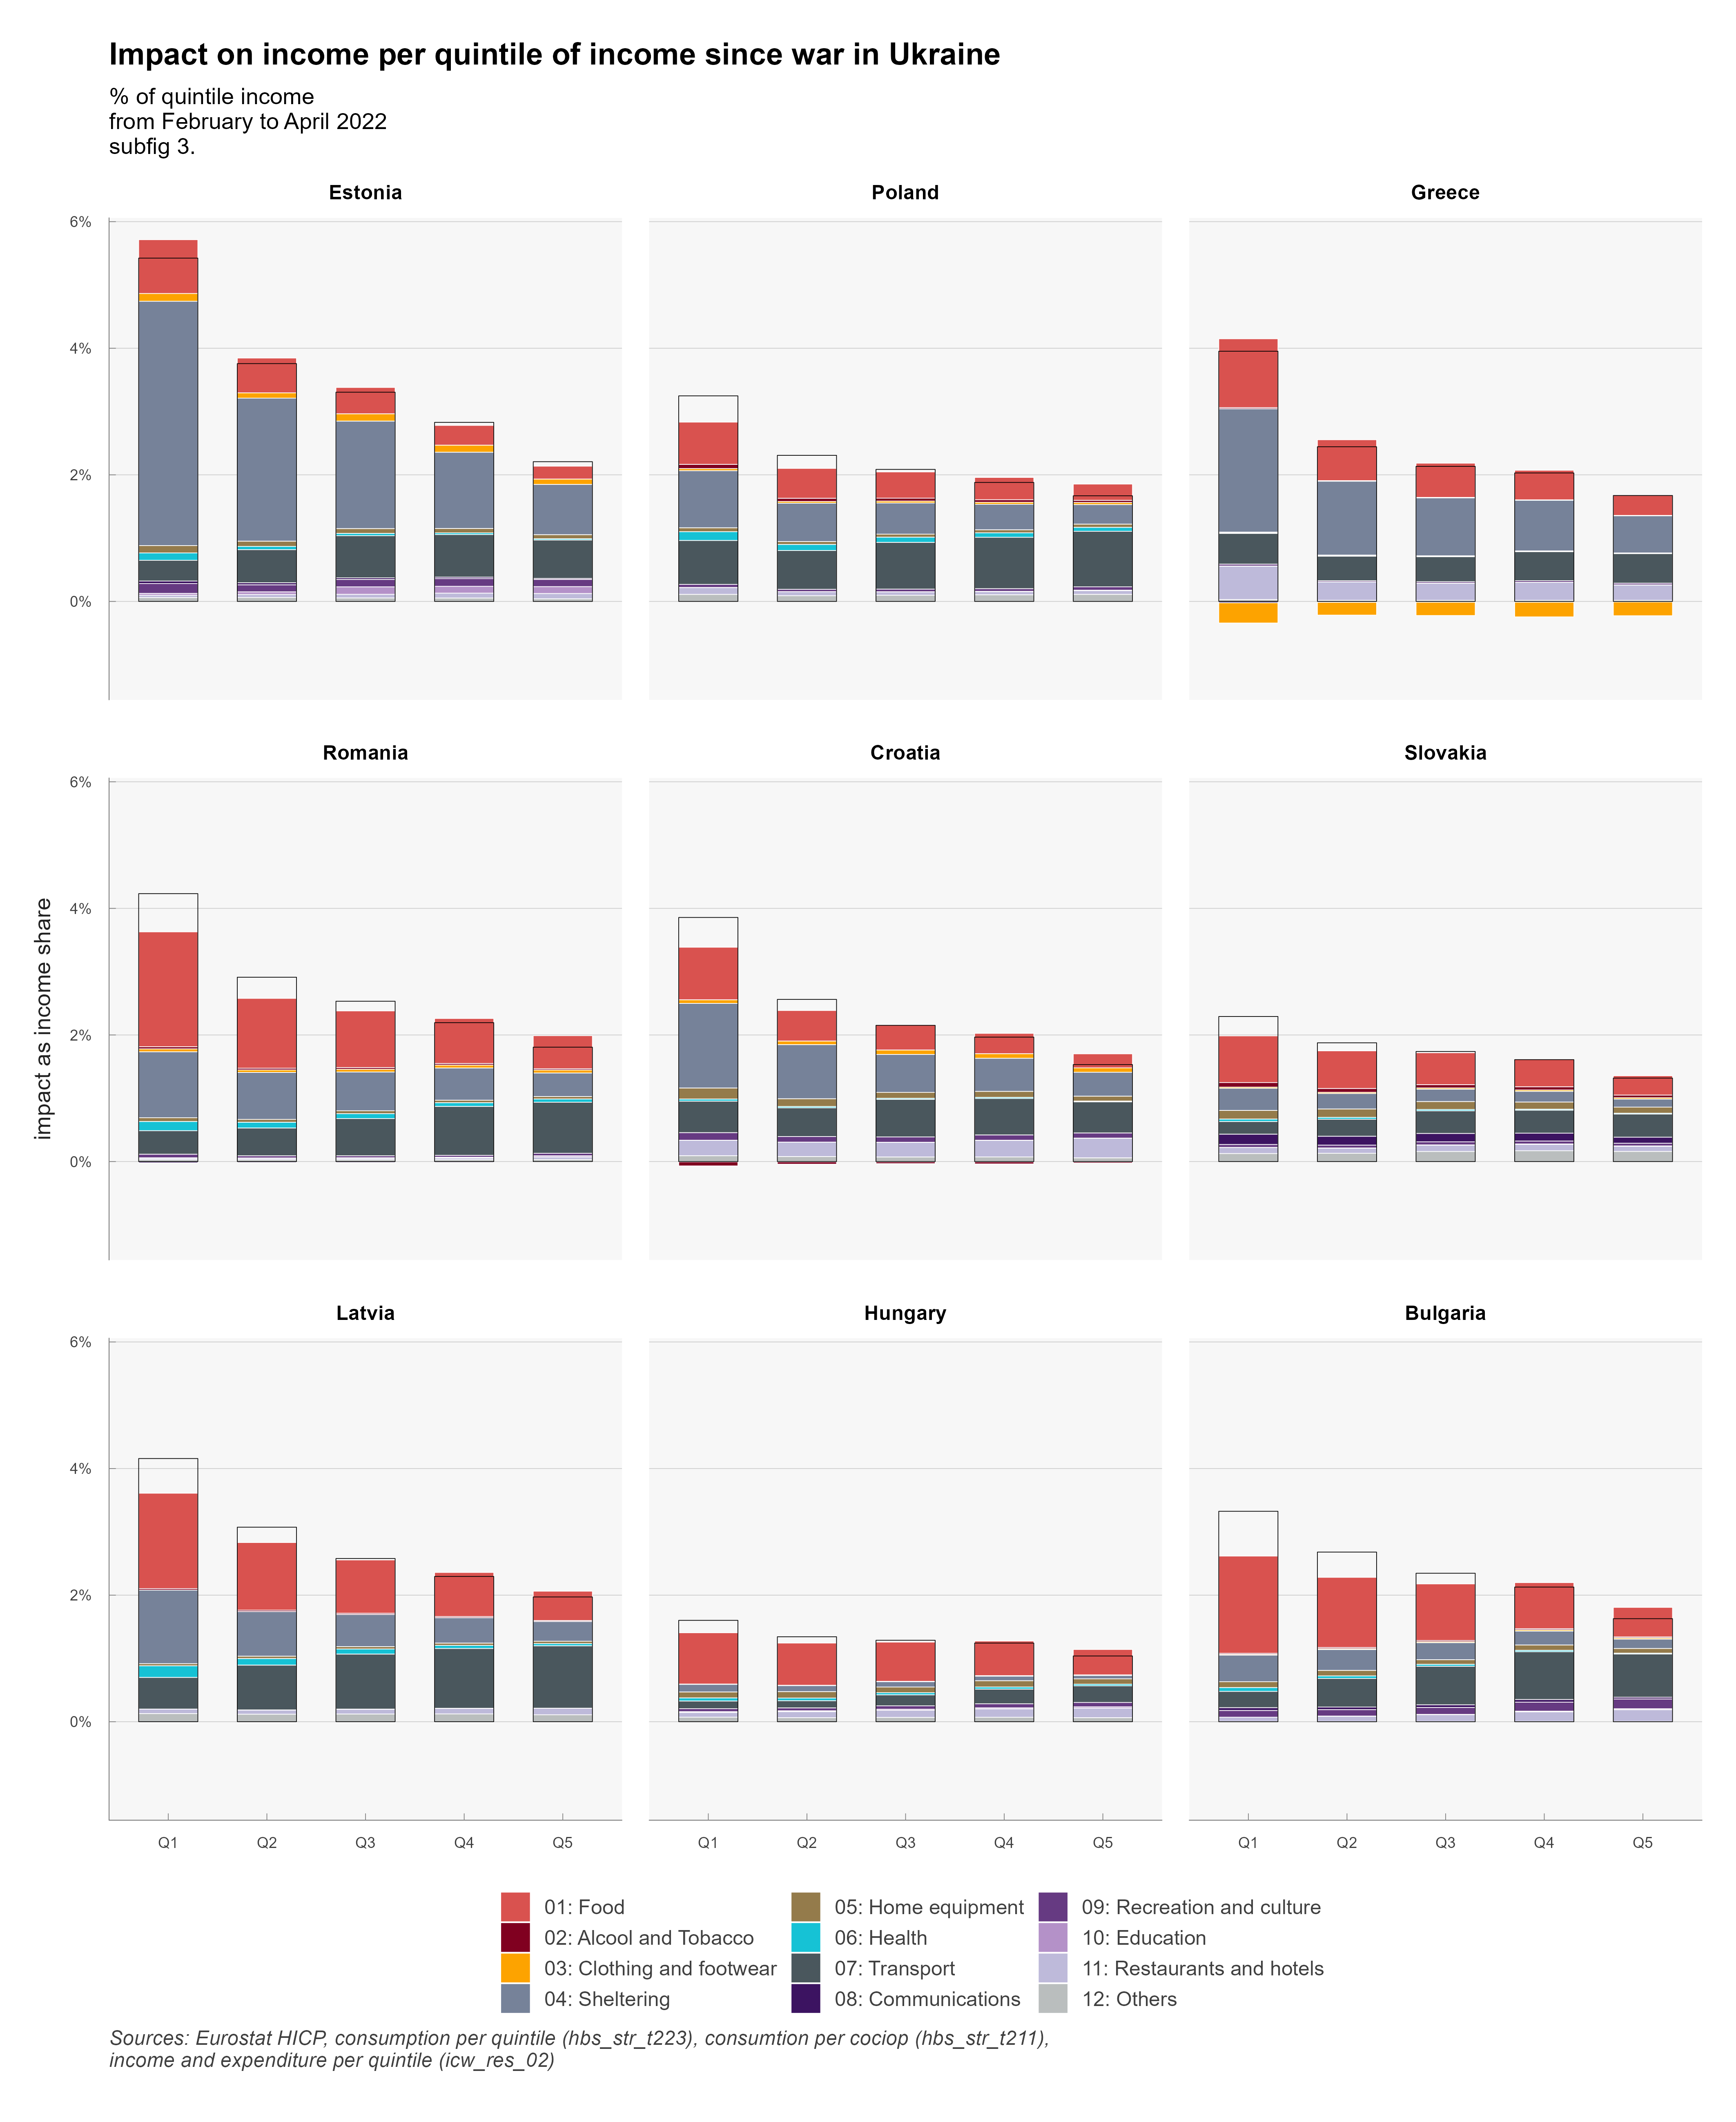 Impact on income per quintile of income since war in Ukraine
% of quintile income
from February to April 2022
subfig 3.
Estonia
Poland
Greece
6%
4%
2%
0%
Romania
Croatia
Slovakia
6%
4%
2%
0%
impact as income share
Latvia
Hungary
Bulgaria
6%
4%
2%
0%
Q1 Q2 Q3 Q4 Q5
Q1 Q2 Q3 Q4 Q5
Q1 Q2 Q3 Q4 Q5
01: Food
02: Alcool and Tobacco
03: Clothing and footwear
04: Sheltering
05: Home equipment
06: Health
07: Transport
08: Communications
09: Recreation and culture
10: Education
11: Restaurants and hotels
12: Others
Sources: Eurostat HICP, consumption per quintile (hbs_str_t223), consumtion per cociop (hbs_str_t211),
income and expenditure per quintile (icw_res_02)